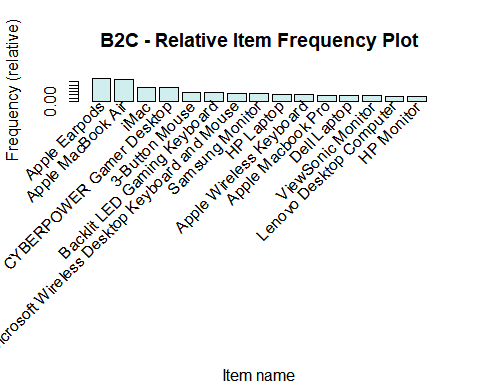 B2C - Relative Item Frequency Plot
Frequency (relative)
0.00
Apple Earpods
Apple MacBook Air
iMac
CYBERPOWER Gamer Desktop
3-Button Mouse
Backlit LED Gaming Keyboard
crosoft Wireless Desktop Keyboard and Mouse
Samsung Monitor
HP Laptop
Apple Wireless Keyboard
Apple Macbook Pro
Dell Laptop
ViewSonic Monitor
Lenovo Desktop Computer
HP Monitor
Item name